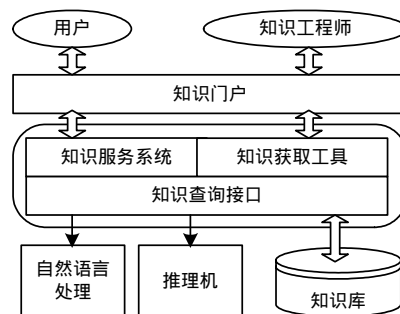 用户
知识工程师
知识门户
知识服务系统
知识获取工具
知识查询接口
自然语言
处理
推理机
知识库